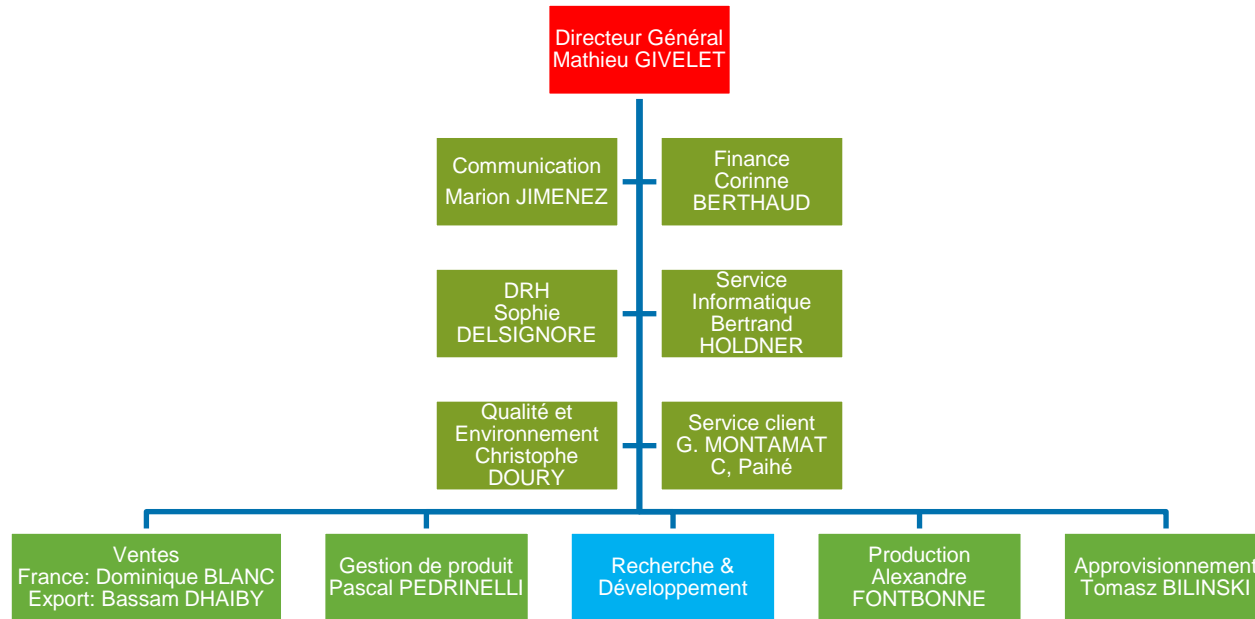 Directeur Général
Mathieu GIVELET
Communication
Marion JIMENEZ
Finance
Corinne
BERTHAUD
DRH
Sophie
DELSIGNORE
Service
Informatique
Bertrand
HOLDNER
Qualité et
Environnement
Christophe
DOURY
Service client
G. MONTAMAT
C, Paihé
Ventes
France: Dominique BLANC
Export: Bassam DHAIBY
Gestion de produit
Pascal PEDRINELLI
Recherche &
Développement
Production
Alexandre
FONTBONNE
Approvisionnement
Tomasz BILINSKI